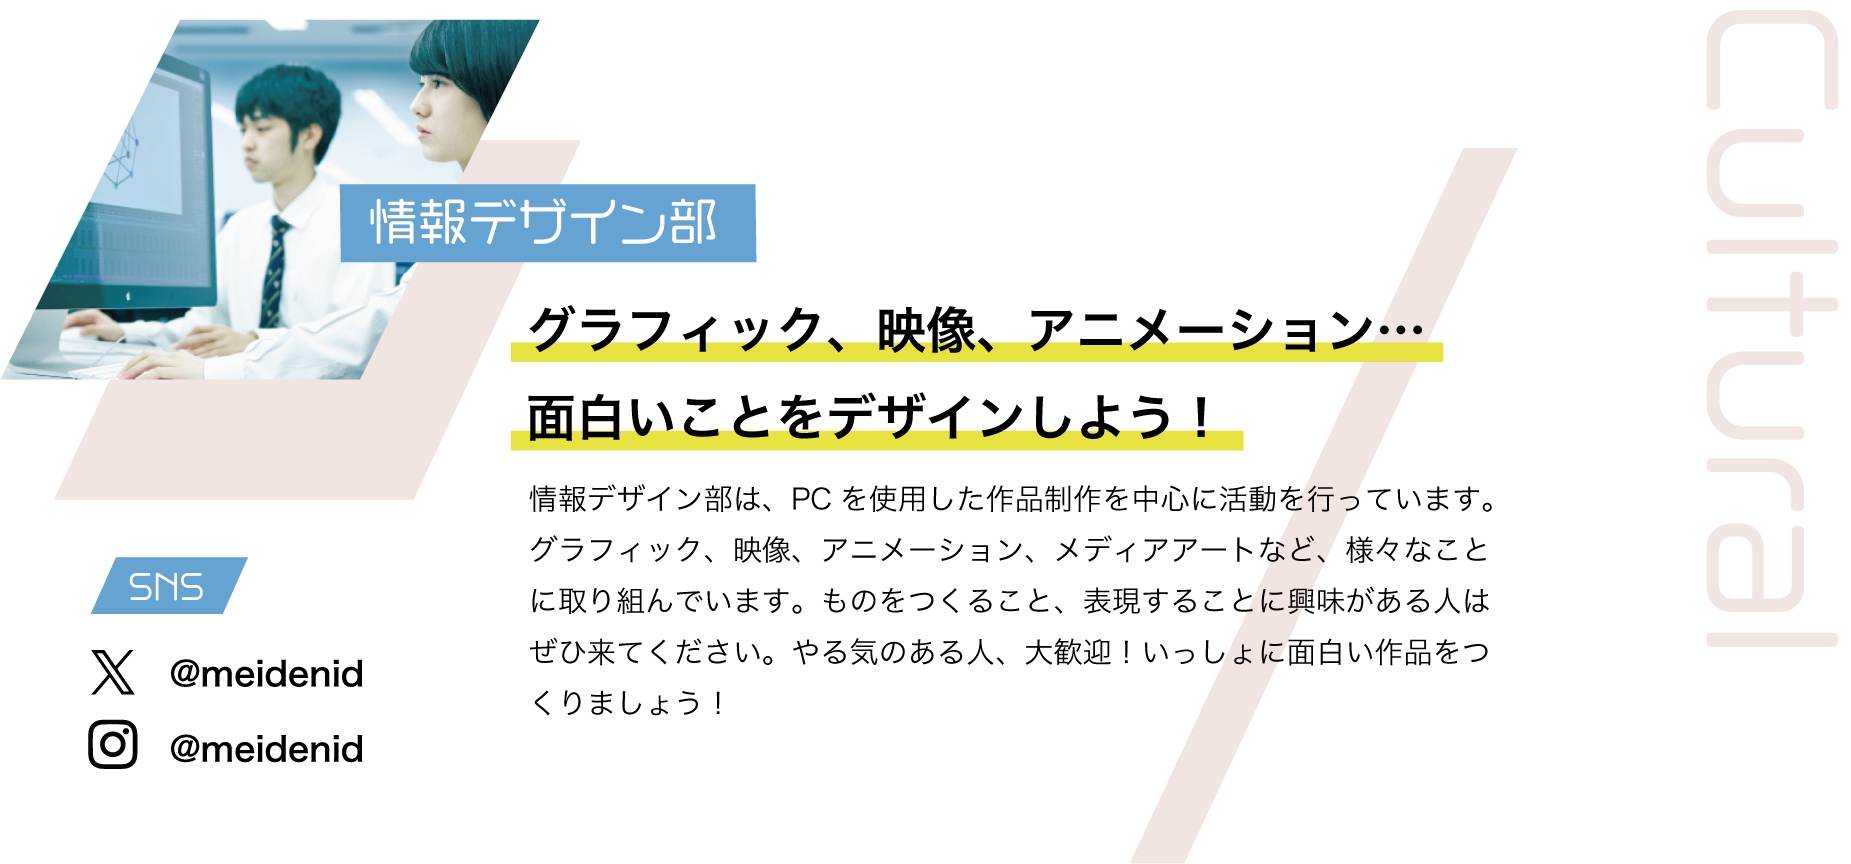 情報デザイン部
グラフィック、映像、アニメーション…
面白いことをデザインしよう！
情報デザイン部は、PC を使用した作品制作を中心に活動を行っています。
グラフィック、映像、アニメーション、メディアアートなど、様々なこと
に取り組んでいます。ものをつくること、表現することに興味がある人は
ぜひ来てください。やる気のある人、大歓迎！いっしょに面白い作品をつ
くりましょう！
SNS
@meidenid
@meidenid
Cultural